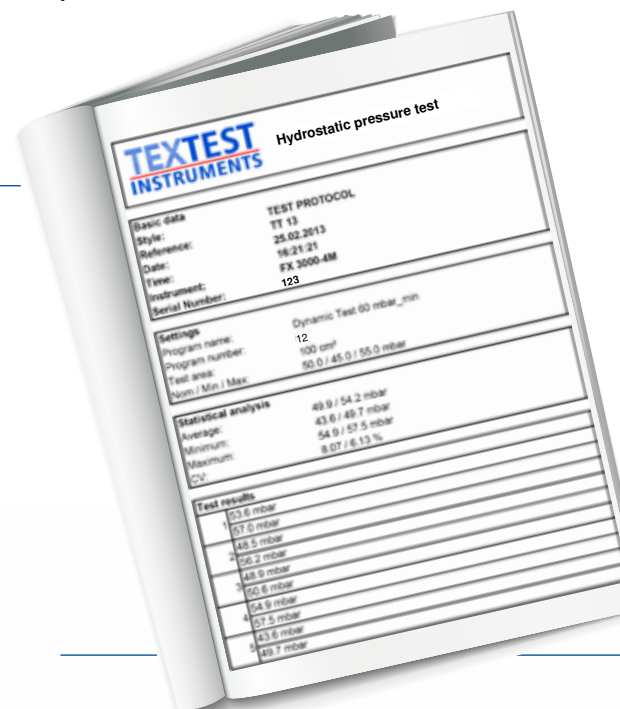 TEXTEST
INSTRUMENTS
Hydrostatic pressure test
Basic data
Style: TEST PROTOCOL
Reference: TT 13
Date: 25.02.2013
Time: 16:21:21
Instrument: FX 3000-4M
Serial Number: 123
Settings
Program name: Dynamic Test 60 mbar_min
Program number: 12
Test area: 100 cm²
Nom / Min / Max: 50.0 / 45.0 / 55.0 mbar
Statistical analysis
Average: 49.9 / 54.2 mbar
Minimum: 43.6 / 49.7 mbar
Maximum: 54.9 / 57.5 mbar
CV: 8.07 / 6.13 %
Test results
1 53.6 mbar
57.0 mbar
2 48.5 mbar
56.2 mbar
3 48.9 mbar
50.6 mbar
4 54.9 mbar
57.5 mbar
5 43.6 mbar
49.7 mbar